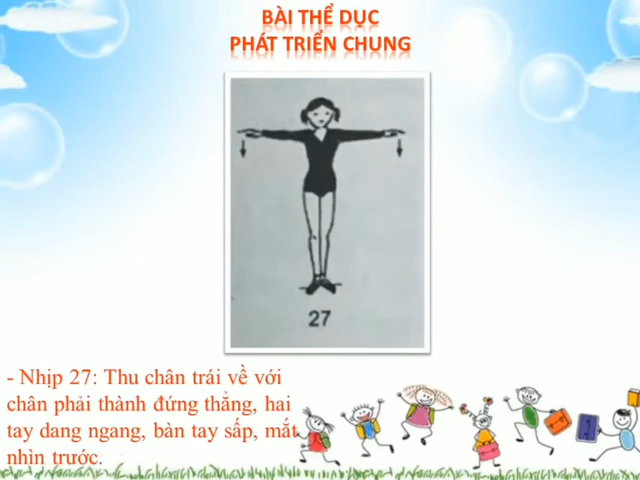 BÀI THỂ DỤC
PHÁT TRIỂN CHUNG
27
- Nhịp 27: Thu chân trái về với
chân phải thành đứng thẳng, hai
tay dang ngang, bàn tay sấp, mắt
nhìn trước.